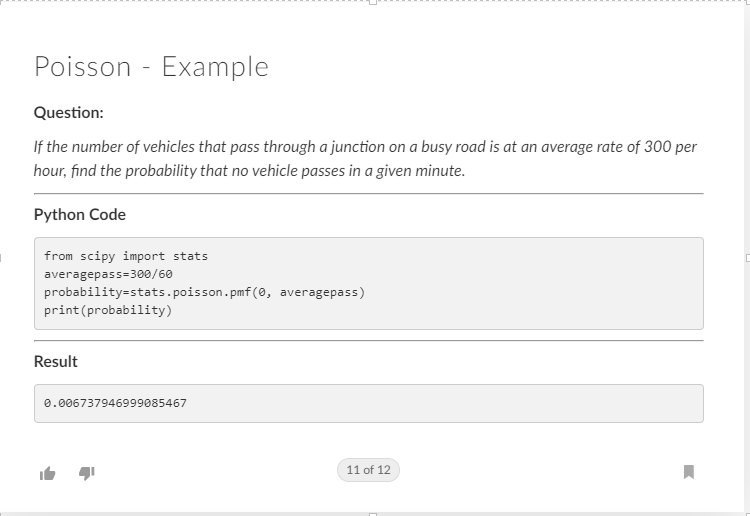 Poisson - Example
Question:
If the number of vehicles that pass through a junction on a busy road is at an average rate of 300 per
hour, find the probability that no vehicle passes in a given minute.
Python Code
from scipy import stats
averagepass=300/60
probability=stats.poisson.pmf(0, averagepass)
print(probability)
Result
0.006737946999085467
11 of 12